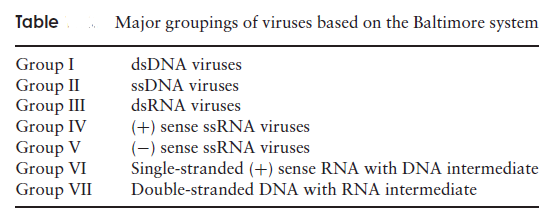 Table Major groupings of viruses based on the Baltimore system
Group I dsDNA viruses
Group II ssDNA viruses
Group III dsRNA viruses
Group IV (+) sense ssRNA viruses
Group V (−) sense ssRNA viruses
Group VI Single-stranded (+) sense RNA with DNA intermediate
Group VII Double-stranded DNA with RNA intermediate